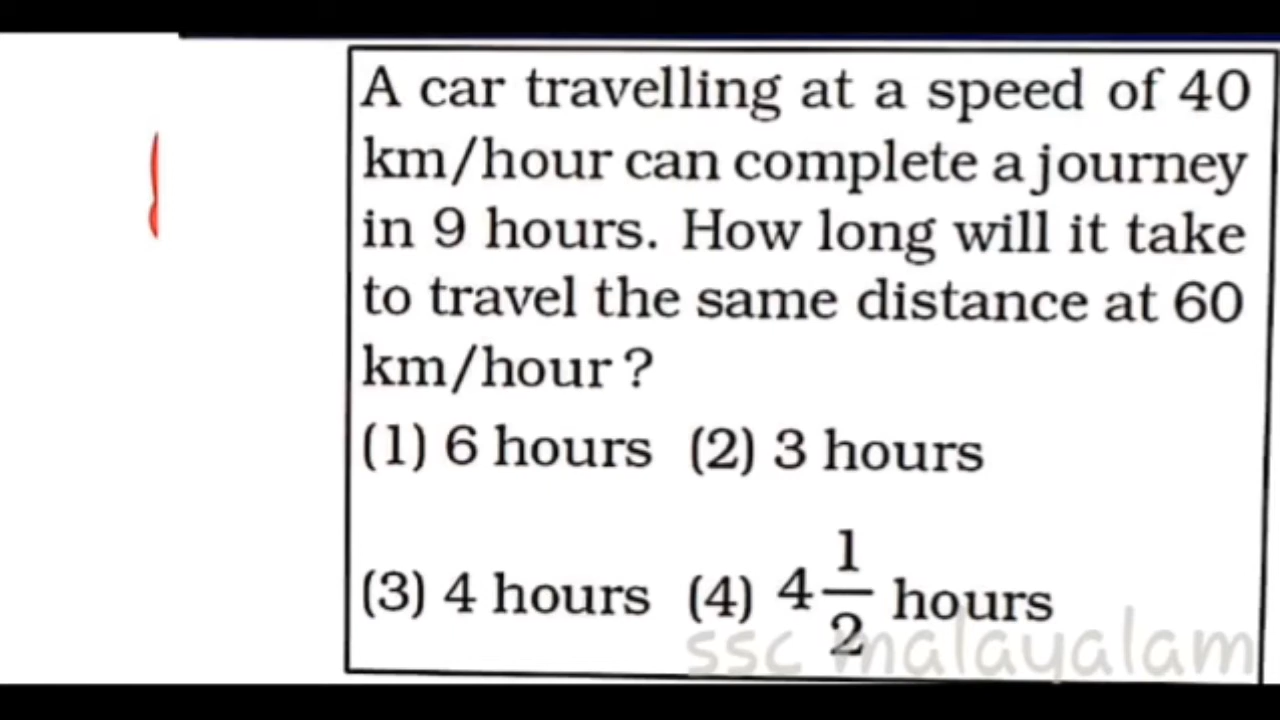 A car travelling at a speed of 40
km/hour can complete a journey
in 9 hours. How long will it take
to travel the same distance at 60
km/hour ?
(1) 6 hours (2) 3 hours
(3) 4 hours (4) 4 1/2 hours
ssc malayalam